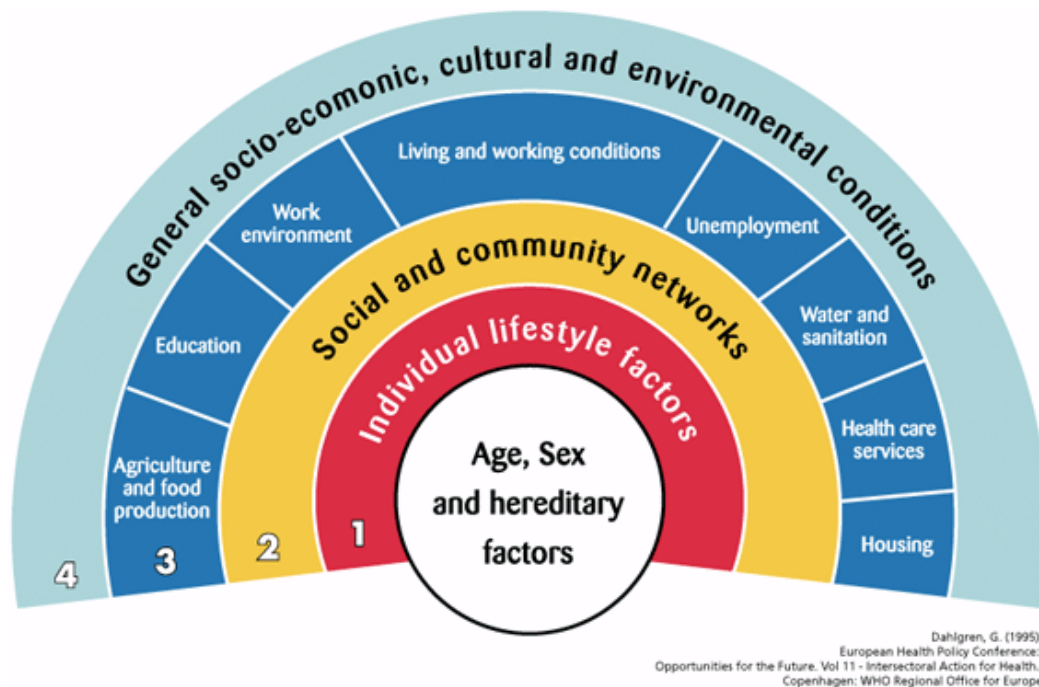 General socio-ecomonic, cultural and environmental conditions
Living and working conditions
Work
environment
Unemployment
Education
Water and
sanitation
Agriculture
and food
production
Health care
services
Housing
Social and community networks
Individual lifestyle factors
Age, Sex
and hereditary
factors
1
2
3
4
Dahlgren, G. (1995)
European Health Policy Conference:
Opportunities for the Future. Vol 11 - Intersectoral Action for Health.
Copenhagen: WHO Regional Office for Europe